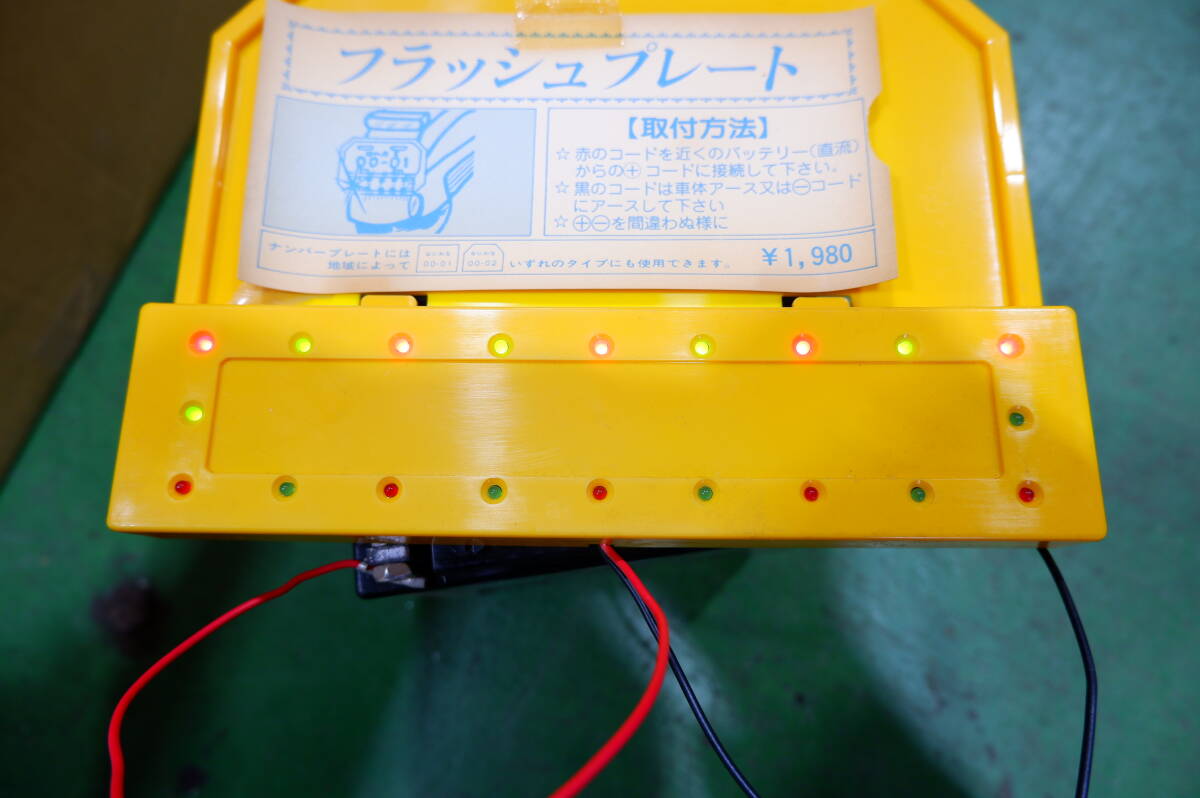 フラッシュプレート
【取付方法】
☆赤のコードを近くのバッテリー(直流)
からの⊕コードに接続して下さい。
☆黒のコードは車体アース又は⊖コード
にアースして下さい
☆⊕⊖を間違わぬ様に
ナンバープレートには
地域によって
00-01
00-02
いずれのタイプにも使用できます。
¥1,980